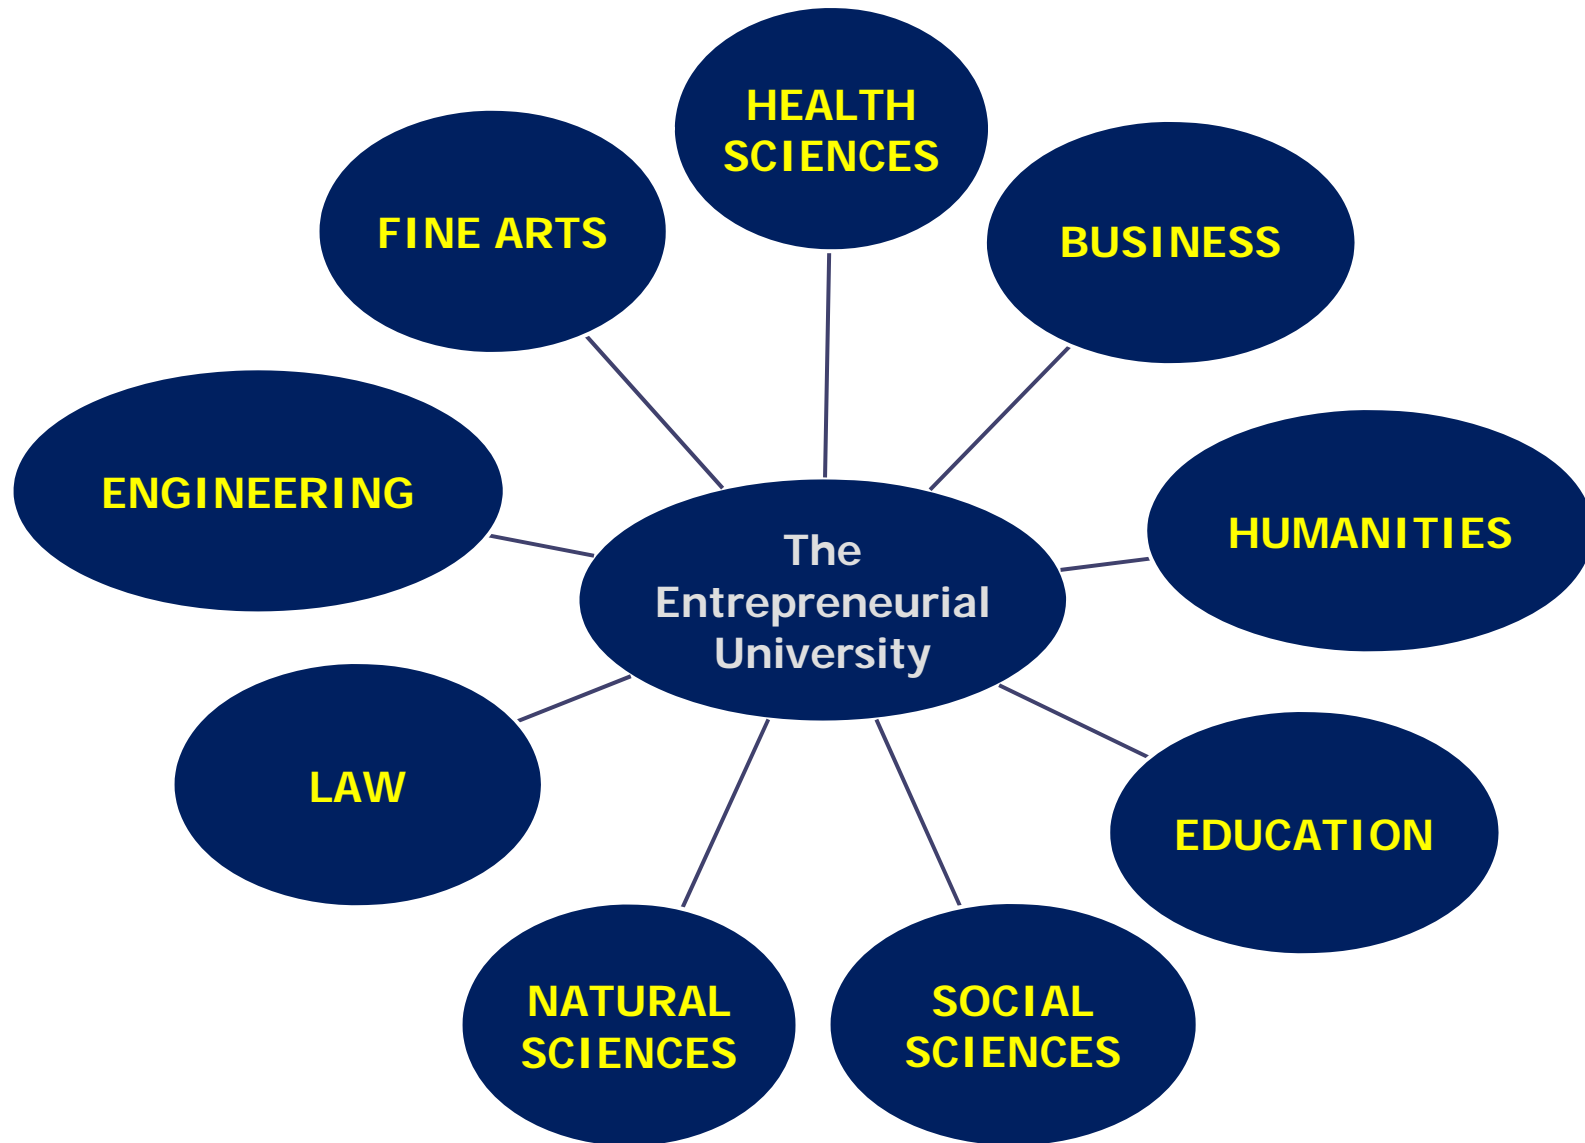 HEALTH
SCIENCES
FINE ARTS
BUSINESS
ENGINEERING
HUMANITIES
The
Entrepreneurial
University
LAW
EDUCATION
NATURAL
SCIENCES
SOCIAL
SCIENCES